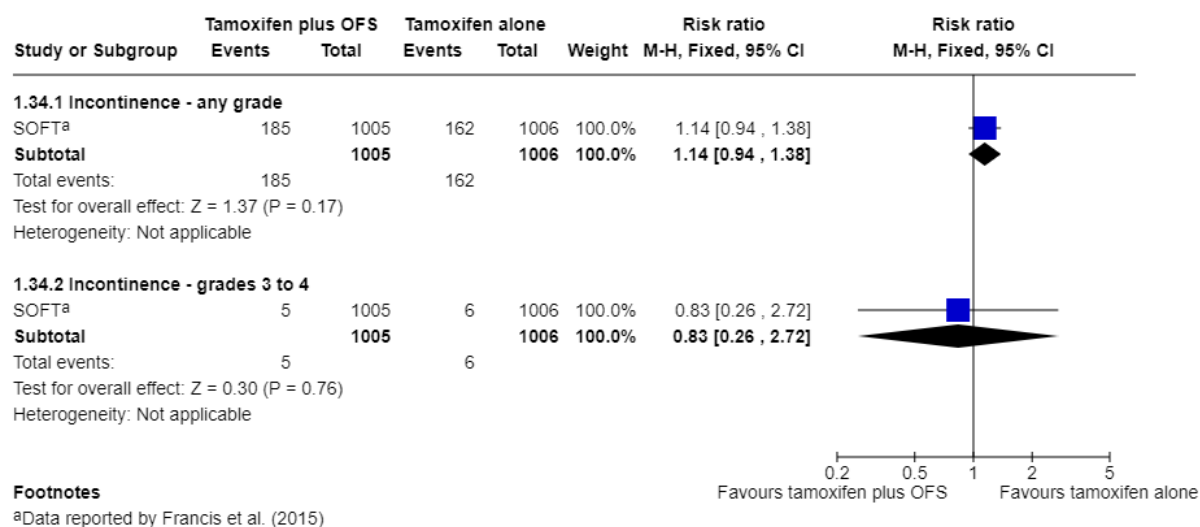 Tamoxifen plus OFS Tamoxifen alone Risk ratio Risk ratio
Study or Subgroup Events Total Events Total Weight M-H, Fixed, 95% CI M-H, Fixed, 95% CI
1.34.1 Incontinence - any grade
SOFTᵃ 185 1005 162 1006 100.0% 1.14 [0.94 , 1.38]
Subtotal 1005 1006 100.0% 1.14 [0.94 , 1.38]
Total events: 185 162
Test for overall effect: Z = 1.37 (P = 0.17)
Heterogeneity: Not applicable
1.34.2 Incontinence - grades 3 to 4
SOFTᵃ 5 1005 6 1006 100.0% 0.83 [0.26 , 2.72]
Subtotal 1005 1006 100.0% 0.83 [0.26 , 2.72]
Total events: 5 6
Test for overall effect: Z = 0.30 (P = 0.76)
Heterogeneity: Not applicable
0.2 0.5 1 2 5
Favours tamoxifen plus OFS Favours tamoxifen alone
Footnotes
ᵃData reported by Francis et al. (2015)